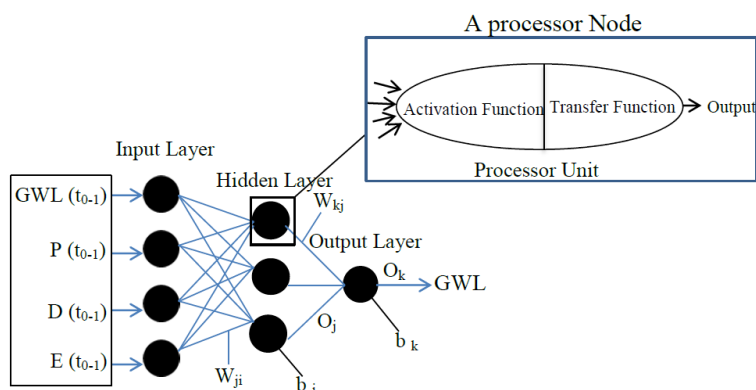 A processor Node
Activation Function
Transfer Function
Output
Processor Unit
Input Layer
Hidden Layer
Output Layer
GWL (t0-1)
P (t0-1)
D (t0-1)
E (t0-1)
Wkj
Ok
GWL
Oj
Wji
b k